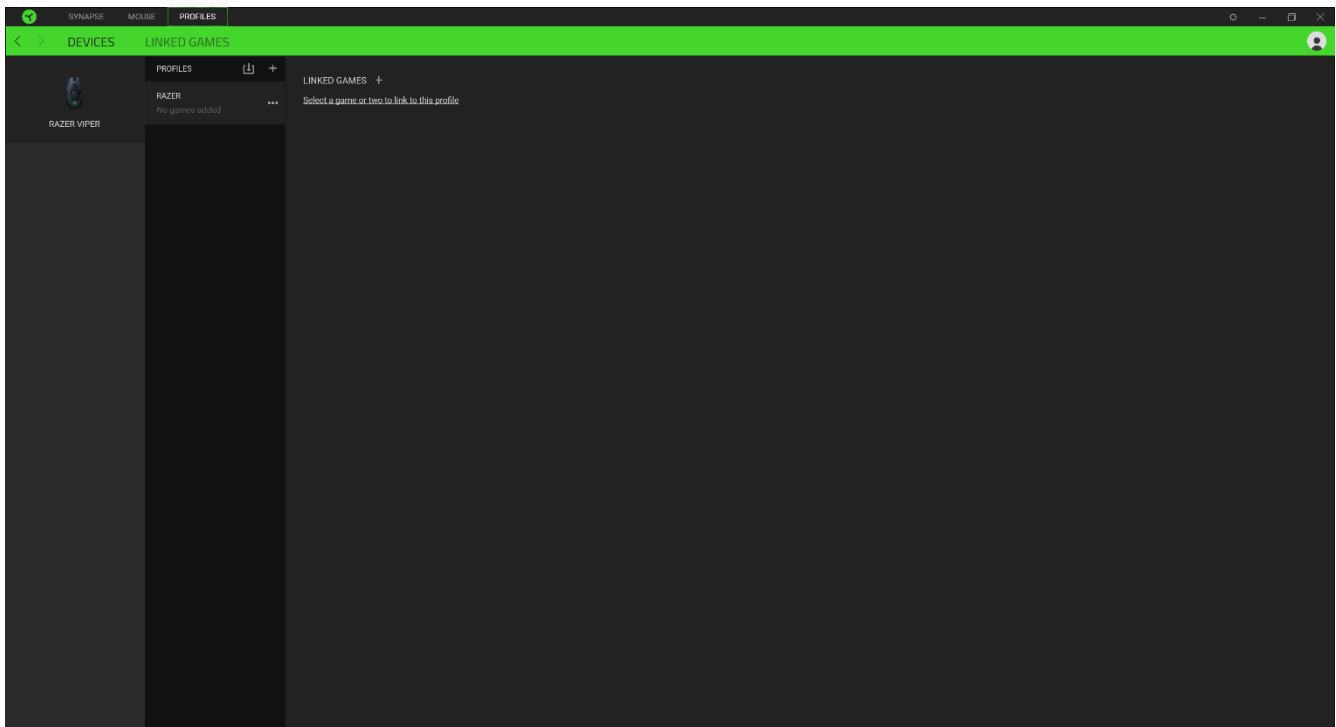 SYNAPSE MOUSE PROFILES
DEVICES LINKED GAMES
RAZER VIPER
PROFILES
RAZER
No games added
LINKED GAMES +
Select a game or two to link to this profile